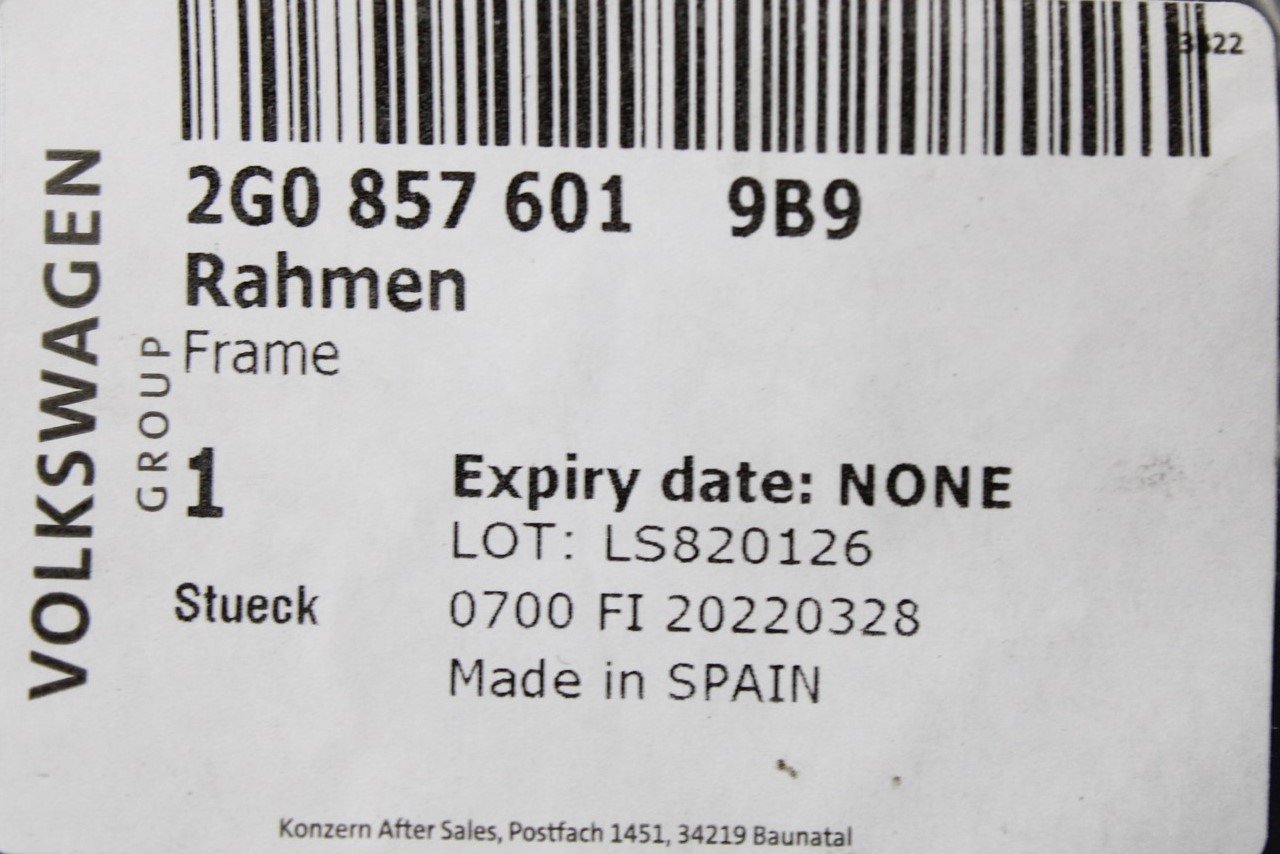 2G0 857 601 9B9
Rahmen
Frame
VOLKSWAGEN
GROUP
1
Stueck
Expiry date: NONE
LOT: LS820126
0700 FI 20220328
Made in SPAIN
Konzern After Sales, Postfach 1451, 34219 Baunatal